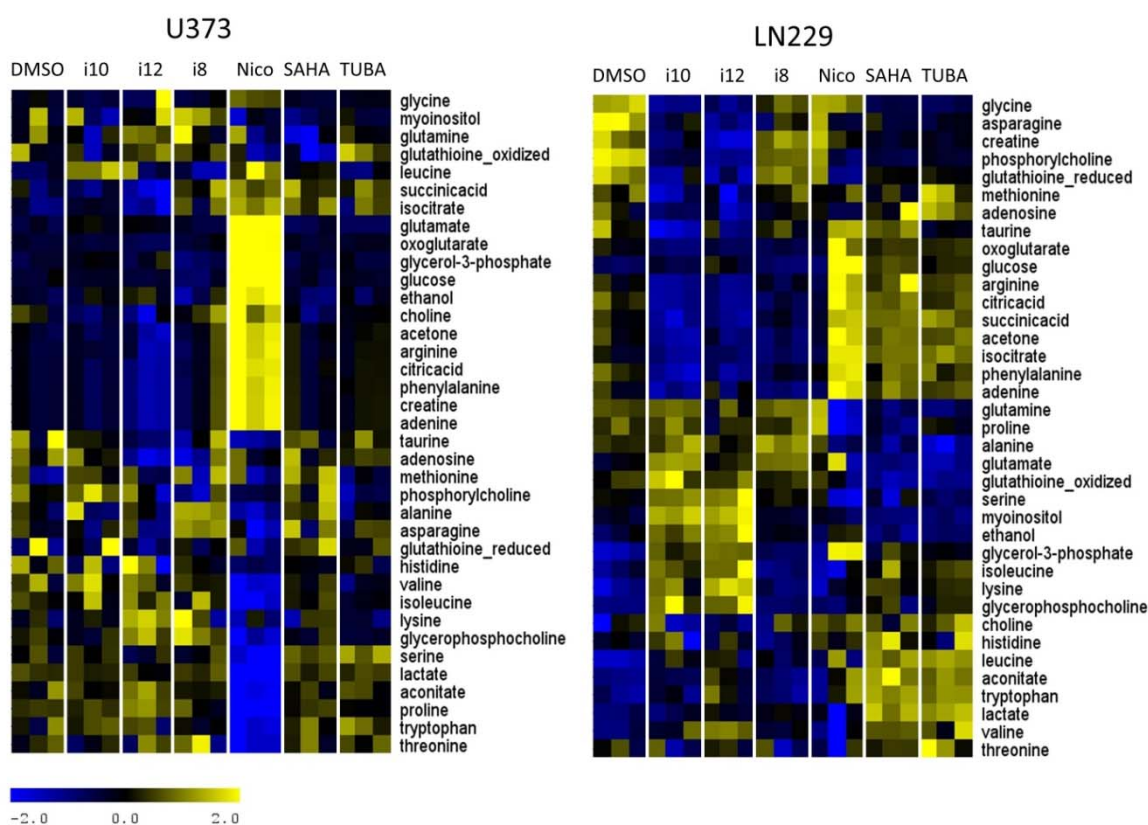 U373
DMSO i10 i12 i8 Nico SAHA TUBA
glycine
myoinositol
glutamine
glutathioine_oxidized
leucine
succinicacid
isocitrate
glutamate
oxoglutarate
glycerol-3-phosphate
glucose
ethanol
choline
acetone
arginine
citricacid
phenylalanine
creatine
adenine
taurine
adenosine
methionine
phosphorylcholine
alanine
asparagine
glutathioine_reduced
histidine
valine
isoleucine
lysine
glycerophosphocholine
serine
lactate
aconitate
proline
tryptophan
threonine
-2.0 0.0 2.0
LN229
DMSO i10 i12 i8 Nico SAHA TUBA
glycine
asparagine
creatine
phosphorylcholine
glutathioine_reduced
methionine
adenosine
taurine
oxoglutarate
glucose
arginine
citricacid
succinicacid
acetone
isocitrate
phenylalanine
adenine
glutamine
proline
alanine
glutamate
glutathioine_oxidized
serine
myoinositol
ethanol
glycerol-3-phosphate
isoleucine
lysine
glycerophosphocholine
choline
histidine
leucine
aconitate
tryptophan
lactate
valine
threonine